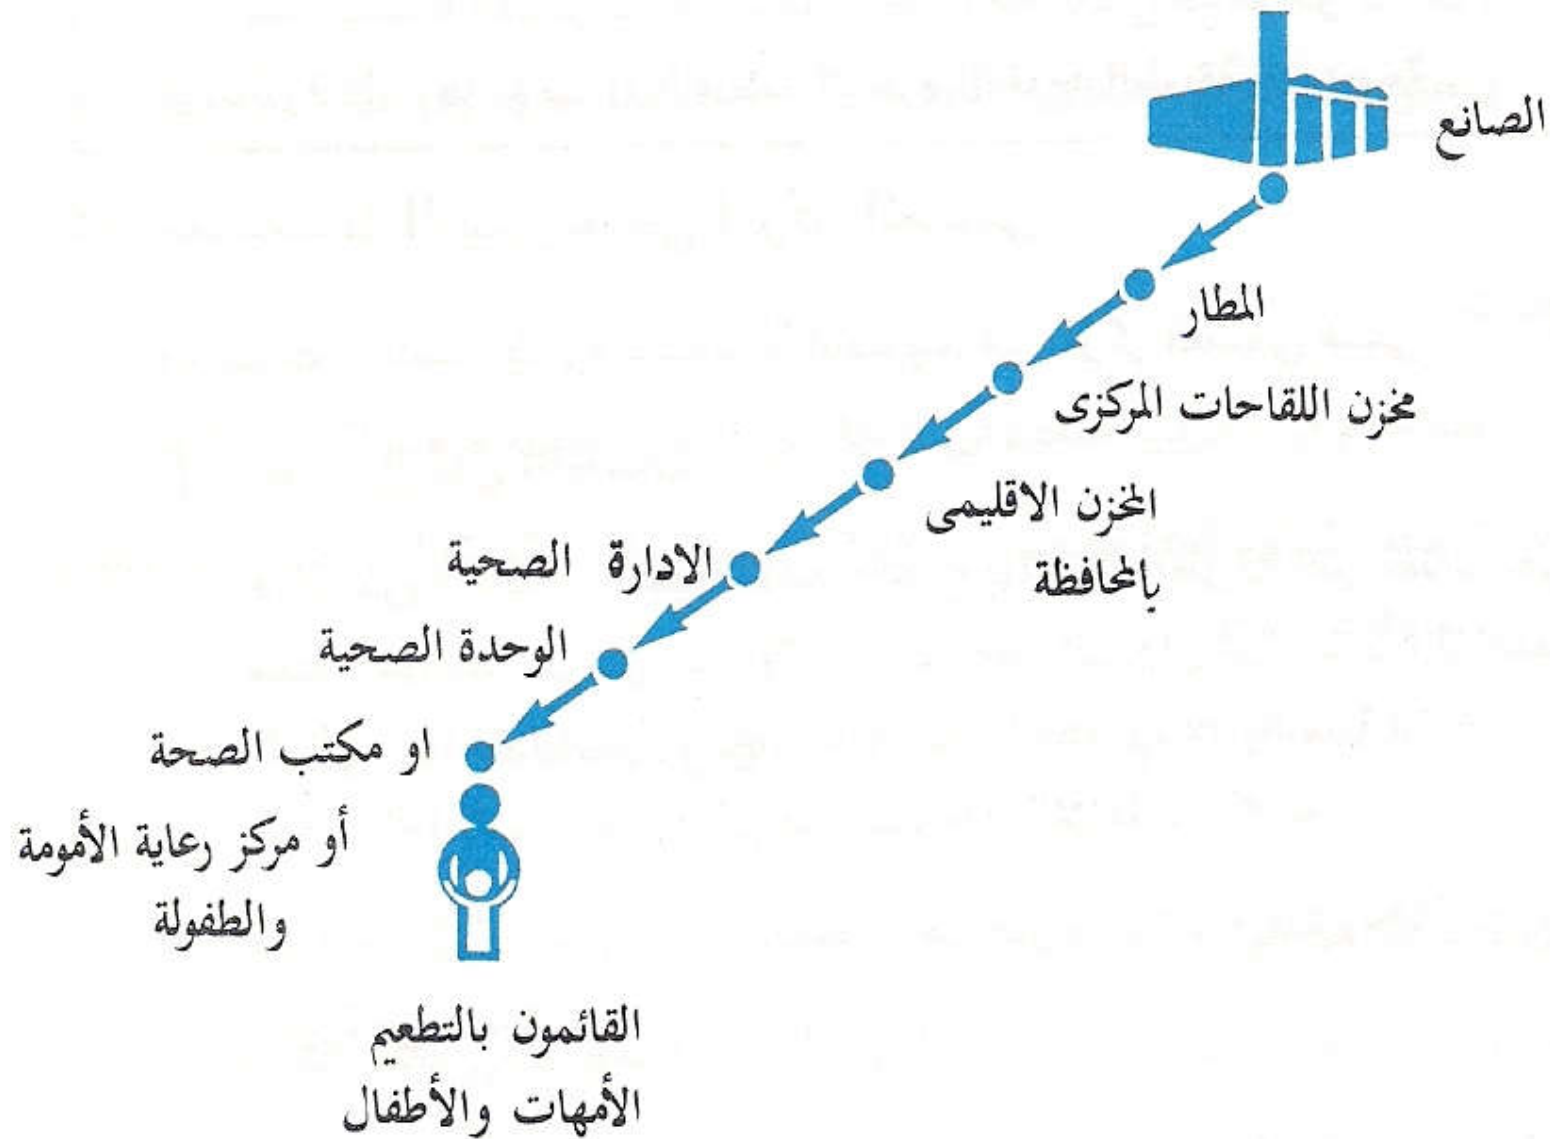 الصانع
المطار
مخزن اللقاحات المركزى
المخزن الاقليمى
بالمحافظة
الادارة الصحية
الوحدة الصحية
او مكتب الصحة
أو مركز رعاية الأمومة
والطفولة
القائمون بالتطعيم
الأمهات والأطفال